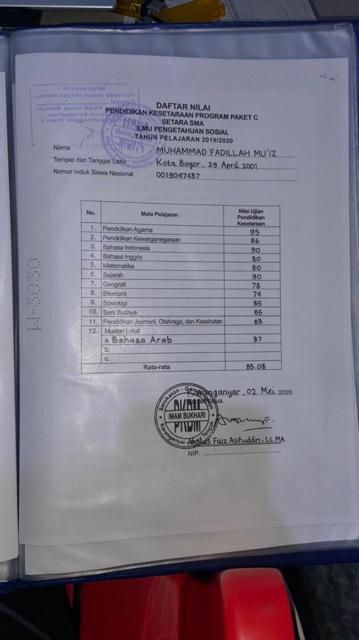 DAFTAR NILAI
PENDIDIKAN KESETARAAN PROGRAM PAKET C
SETARA SMA
ILMU PENGETAHUAN SOSIAL
TAHUN PELAJARAN 2019/2020
Nama : MUHAMMAD FADILLAH MU'IZ
Tempat dan Tanggal Lahir : Kota Bogor, 29 April 2001
Nomor Induk Siswa Nasional : 0019047487
No. Mata Pelajaran Nilai Ujian Pendidikan Kesetaraan
1. Pendidikan Agama 95
2. Pendidikan Kewarganegaraan 86
3. Bahasa Indonesia 90
4. Bahasa Inggris 80
5. Matematika 80
6. Sejarah 90
7. Geografi 78
8. Ekonomi 79
9. Sosiologi 85
10. Seni Budaya 85
11. Pendidikan Jasmani, Olahraga, dan Kesehatan 88
12. Muatan Lokal
a. Bahasa Arab 87
b.
c.
Rata-rata 85.08
Karanganyar, 02 Mei 2020
PKBM
IMAM BUKHARI
PKBM
Faiz Asifuddin, Lc.MA
NIP.